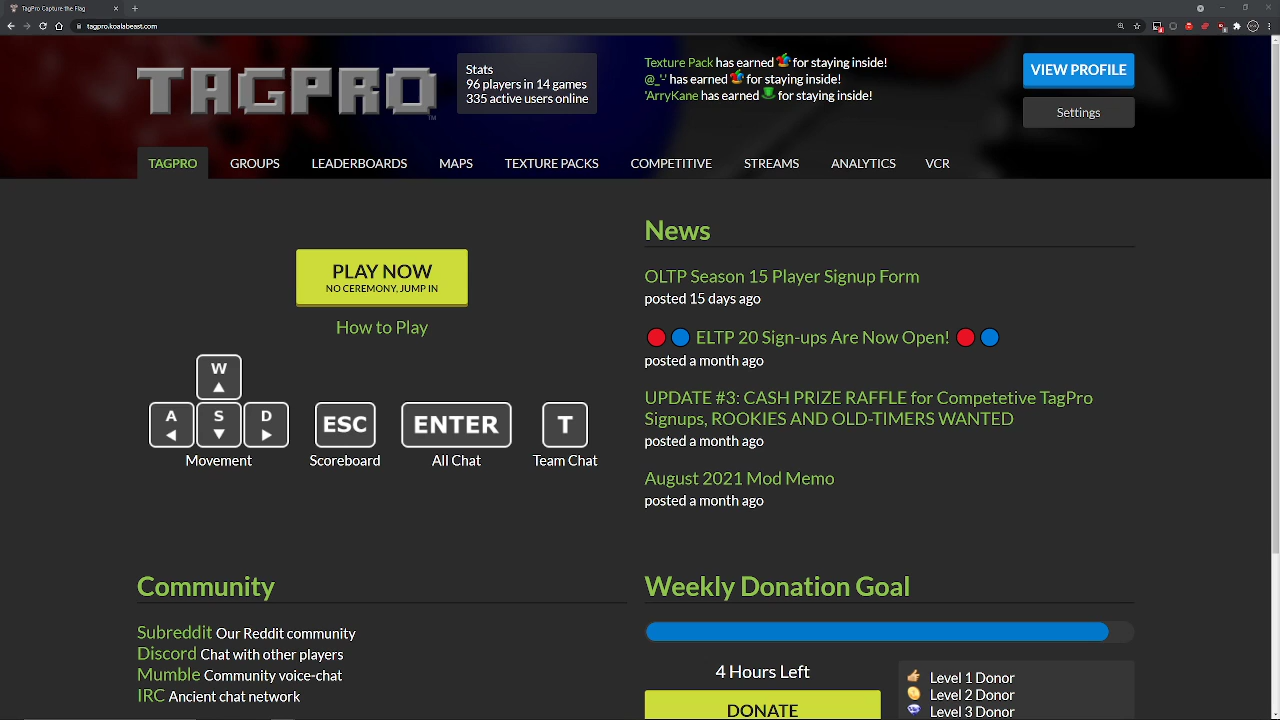 TagPro Capture the Flag
tagpro.koalabeast.com
TAGPRO
TM
Stats
96 players in 14 games
335 active users online
Texture Pack has earned for staying inside!
@_'-' has earned for staying inside!
'ArryKane has earned for staying inside!
VIEW PROFILE
Settings
TAGPRO GROUPS LEADERBOARDS MAPS TEXTURE PACKS COMPETITIVE STREAMS ANALYTICS VCR
PLAY NOW
NO CEREMONY, JUMP IN
How to Play
W
A S D
Movement
ESC
Scoreboard
ENTER
All Chat
T
Team Chat
News
OLTP Season 15 Player Signup Form
posted 15 days ago
ELTP 20 Sign-ups Are Now Open!
posted a month ago
UPDATE #3: CASH PRIZE RAFFLE for Competetive TagPro
Signups, ROOKIES AND OLD-TIMERS WANTED
posted a month ago
August 2021 Mod Memo
posted a month ago
Community
Subreddit Our Reddit community
Discord Chat with other players
Mumble Community voice-chat
IRC Ancient chat network
Weekly Donation Goal
4 Hours Left
DONATE
Level 1 Donor
Level 2 Donor
Level 3 Donor